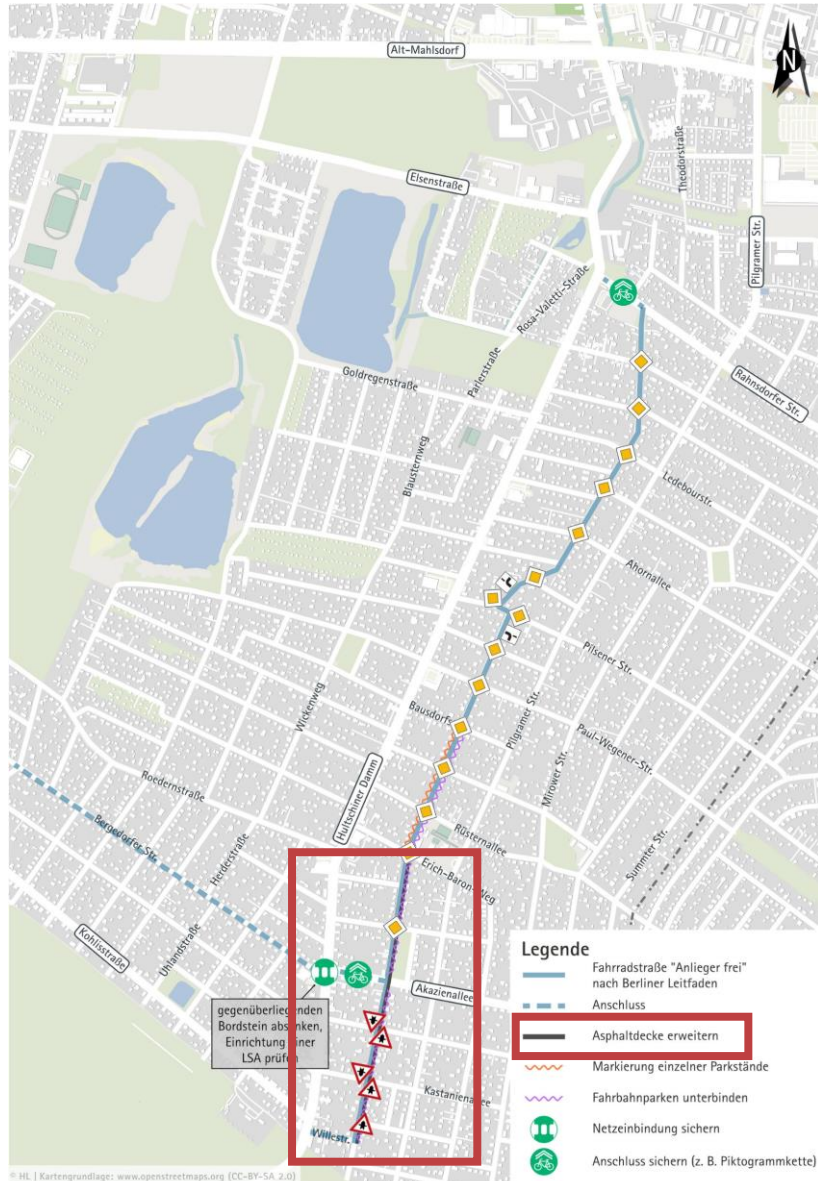 N
Alt-Mahlsdorf
Theodorstraße
Elsenstraße
Pilgramer Str.
Rosa-Valetti-Straße
Parlerstraße
Goldregenstraße
Rahnsdorfer Str.
Blausternweg
Ledebourstr.
Ahornallee
Pilsener Str.
Wickenweg
Bausdorfs
Pilgramer Str.
Paul-Wegener-Str.
Mirower Str.
Roedernstraße
Hultschiner Damm
Rüsternallee
Summter Str.
Bergedorfer Str.
Herderstraße
Erich-Baron-Weg
Kohlisstraße
Uhlandstraße
Akazienallee
gegenüberliegenden
Bordstein absenken,
Einrichtung einer
LSA prüfen
Kastanienallee
Willestr.
Legende
Fahrradstraße "Anlieger frei"
nach Berliner Leitfaden
Anschluss
Asphaltdecke erweitern
Markierung einzelner Parkstände
Fahrbahnparken unterbinden
Netzeinbindung sichern
Anschluss sichern (z. B. Piktogrammkette)
© HL | Kartengrundlage: www.openstreetmaps.org (CC-BY-SA 2.0)